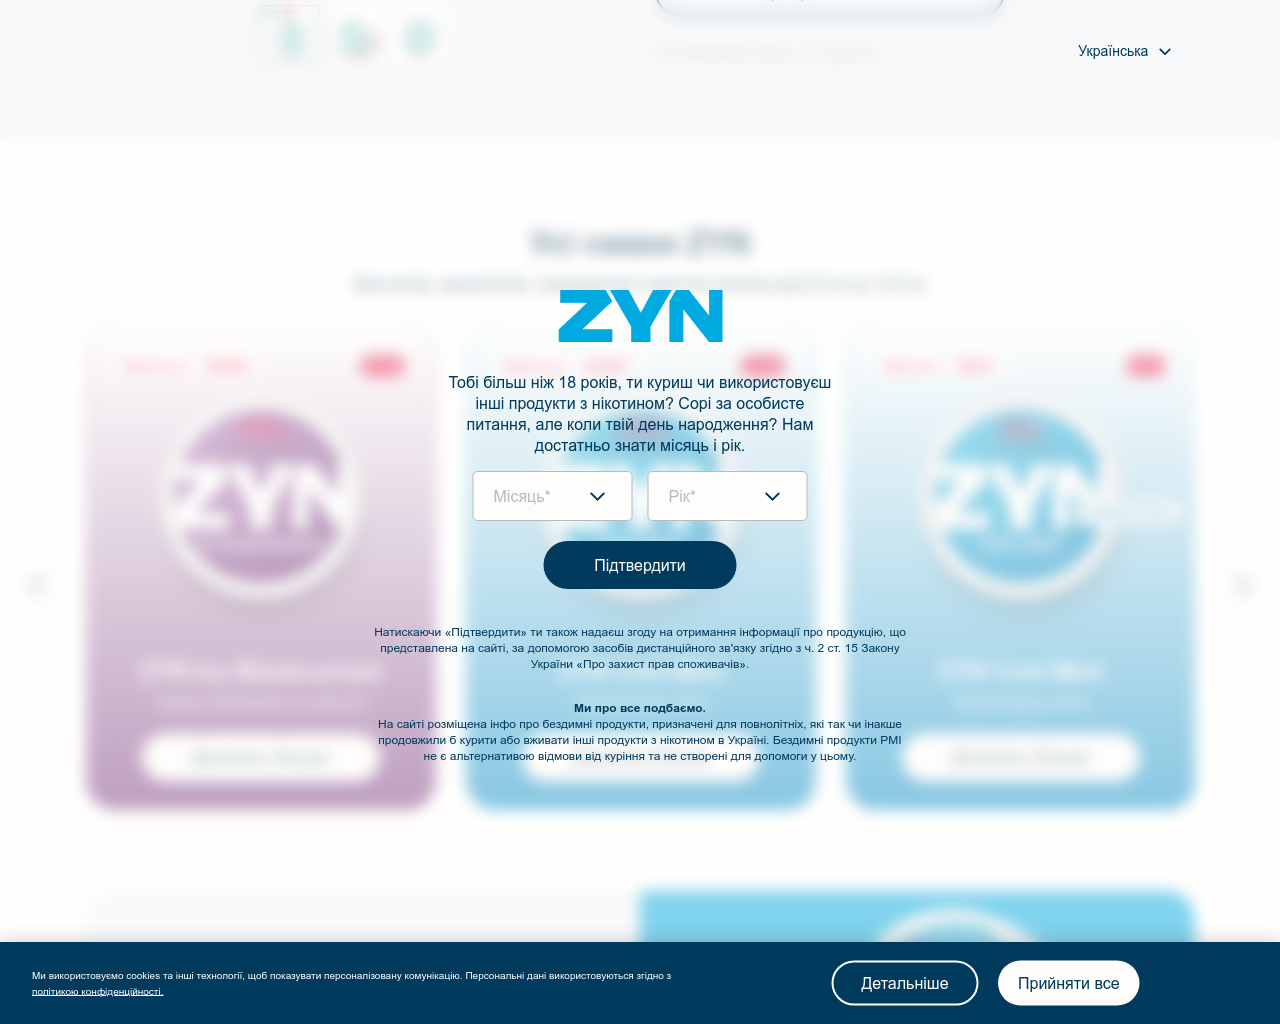 Українська
ZYN
Тобі більш ніж 18 років, ти куриш чи використовуєш
інші продукти з нікотином? Сорі за особисте
питання, але коли твій день народження? Нам
достатньо знати місяць і рік.
Місяць*
Рік*
Підтвердити
Натискаючи «Підтвердити» ти також надаєш згоду на отримання інформації про продукцію, що
представлена на сайті, за допомогою засобів дистанційного зв'язку згідно з ч. 2 ст. 15 Закону
України «Про захист прав споживачів».
Ми про все подбаємо.
На сайті розміщена інфо про бездимні продукти, призначені для повнолітніх, які так чи інакше
продовжили б курити або вживати інші продукти з нікотином в Україні. Бездимні продукти PMI
не є альтернативою відмови від куріння та не створені для допомоги у цьому.
Ми використовуємо cookies та інші технології, щоб показувати персоналізовану комунікацію. Персональні дані використовуються згідно з
політикою конфіденційності.
Детальніше
Прийняти все